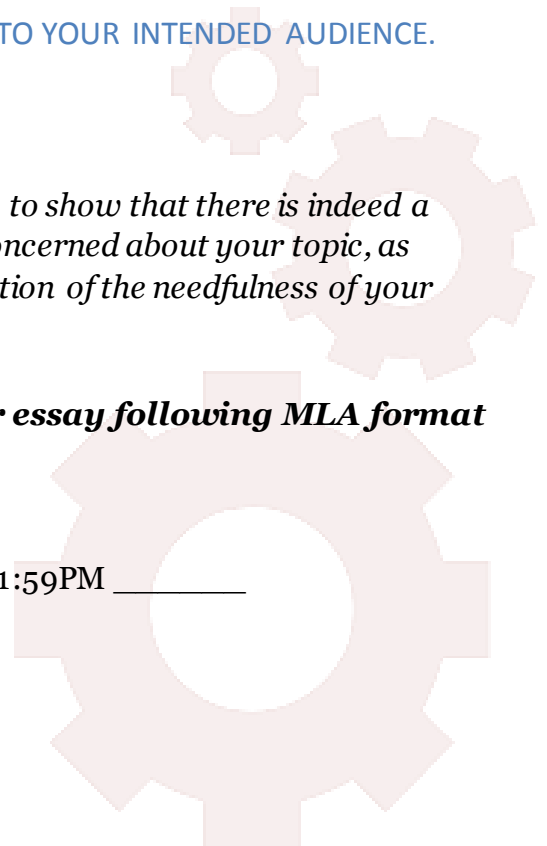 TO YOUR INTENDED AUDIENCE.
to show that there is indeed a
oncerned about your topic, as
tion of the needfulness of your
r essay following MLA format
1:59PM ______